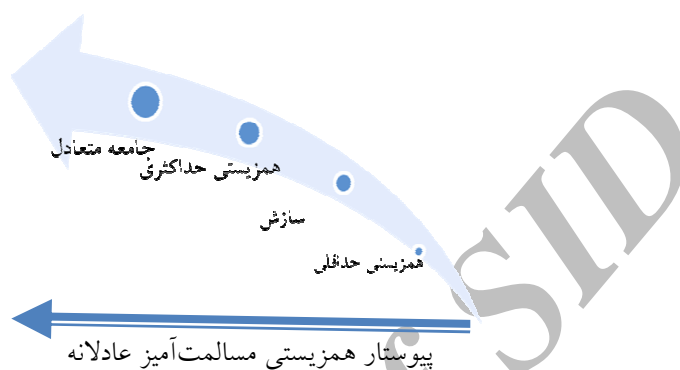 جامعه متعادل
همزیستی حداکثری
سازش
همزیستی حداقلی
پیوستار همزیستی مسالمت‌آمیز عادلانه
SID